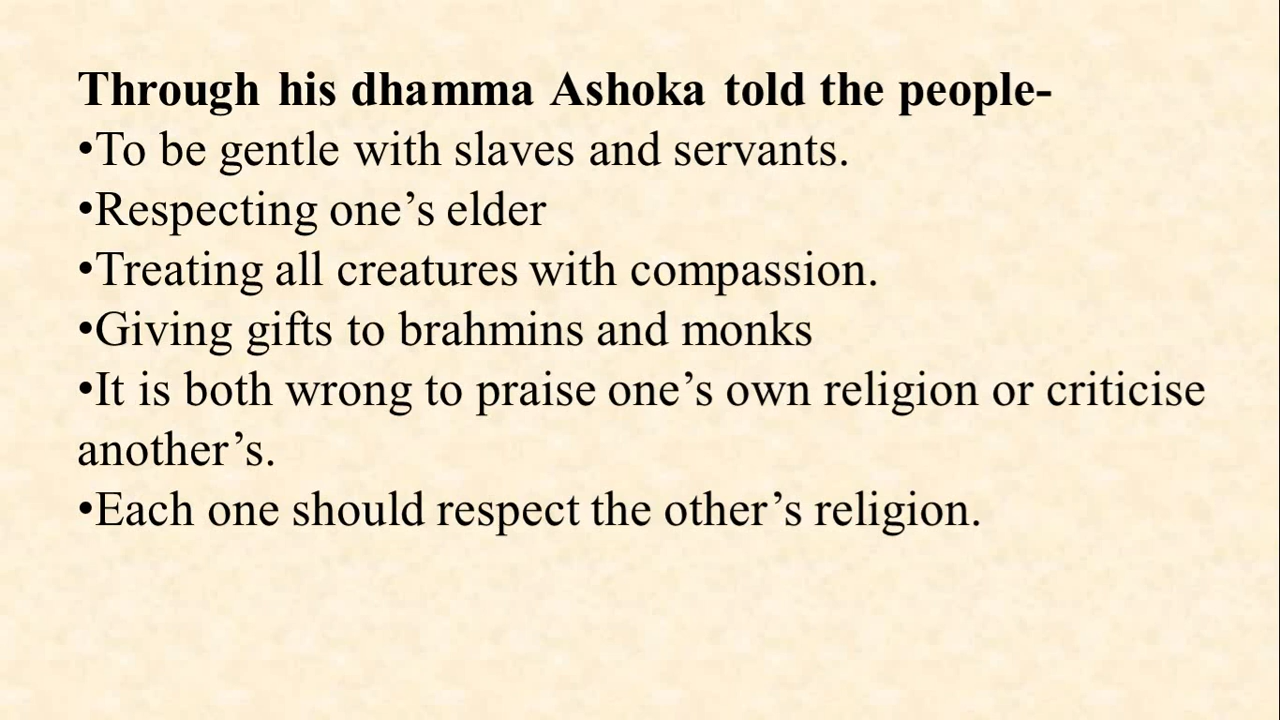 Through his dhamma Ashoka told the people-
•To be gentle with slaves and servants.
•Respecting one’s elder
•Treating all creatures with compassion.
•Giving gifts to brahmins and monks
•It is both wrong to praise one’s own religion or criticise
another’s.
•Each one should respect the other’s religion.